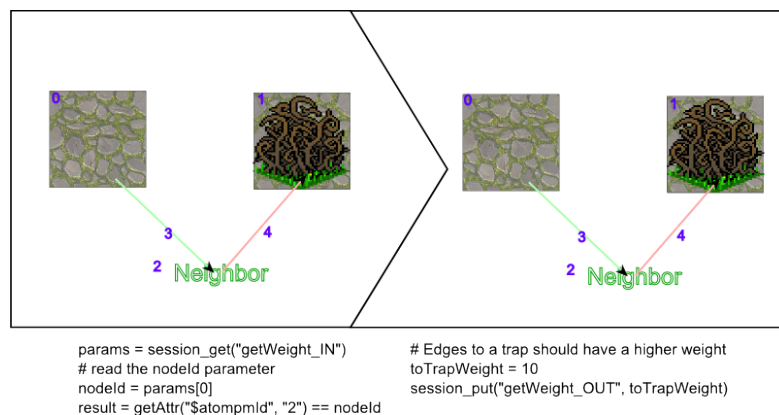 0
1
3
4
2
Neighbor
0
1
3
4
2
Neighbor
params = session_get("getWeight_IN")
# read the nodeId parameter
nodeId = params[0]
result = getAttr("$atompmId", "2") == nodeId
# Edges to a trap should have a higher weight
toTrapWeight = 10
session_put("getWeight_OUT", toTrapWeight)